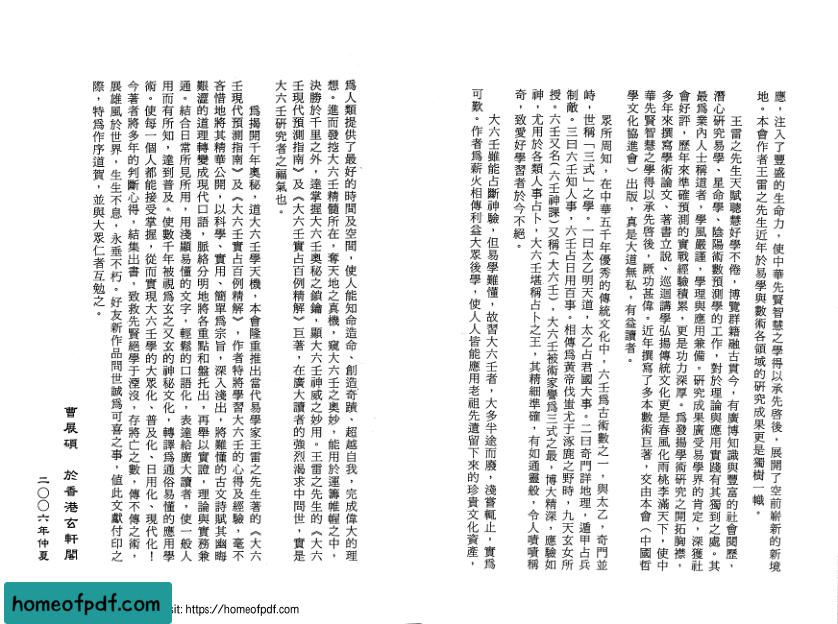 應，注入了豐盛的生命力，使中華先賢智慧之學得以承先啓後，展開了空前嶄新的新境
地。本會作者王雷之先生近年於易學與數術各領域的研究成果更是獨樹一幟。
王雷之先生天賦聰慧好學不倦，博覽群籍融古貫今，有廣博知識與豐富的社會閱歷，
潛心研究易學、星命學、陰陽術數預測學的工作，對於理論與應用實踐有其獨到之處。其
最爲業內人士稱道者，學風嚴謹，學理與應用兼備。研究成果廣受易學界的肯定，深獲社
會好評，歷年來準確預測的實戰經驗積累，更是功力深厚。爲發揚學術研究之開拓胸襟，
多年來撰寫學術論文、著書立說、巡迴講學弘揚傳統文化更是春風化雨桃李滿天下，使中
華先賢智慧之學得以承先啓後，厥功甚偉。近年撰寫了多本數術巨著，交由本會（中國哲
學文化協進會）出版，真是大道無私，有益讀者。
眾所周知，在中華五千年優秀的傳統文化中，六壬爲古術數之一，與太乙，奇門並
峙，世稱「三式」之學。一曰太乙明天道，太乙占君國大事。二曰奇門詳地理，遁甲占兵
制敵。三曰六壬知人事，六壬占日用百事。相傳爲黃帝伐蚩尤于涿鹿之野時，九天玄女所
授。六壬又名（六壬神課）又稱（大六壬），大六壬被術家譽爲三式之最，博大精深，應驗如
神，尤用於各類人事占卜，大六壬堪稱占卜之王，其精細準確，有如通靈般，令人嘖嘖稱
奇，致愛好學習者於今不絕。
大六壬雖能占斷神驗，但易學難懂，故習大六壬者，大多半途而廢，淺嘗輒止，實爲
可歎。作者爲薪火相傳利益大眾後學，使人人皆能應用老祖先遺留下來的珍貴文化資產，
爲人類提供了最好的時間及空間，使人能知命造命、創造奇蹟、超越自我，完成偉大的理
想。進而發挖大六壬精髓所在，奪天地之真機，窺大六壬之奧妙，能用於運籌帷幄之中，
決勝於千里之外，達掌握大六壬奧秘之鎖鑰，顯大六壬神威之妙用。王雷之先生的《大六
壬現代預測指南》及《大六壬實占百例精解》巨著，在廣大讀者的強烈渴求中問世，實是
大六壬研究者之福氣也。
爲揭開千年奧秘，道大六壬學天機，本會隆重推出當代易學家王雷之先生著的《大六
壬現代預測指南》及《大六壬實占百例精解》，作者特將學習大六壬的心得及經驗，毫不
吝惜地將其精華公開，以科學、實用、簡單爲宗旨，深入淺出，將難懂的古文詩賦其幽晦
艱澀的道理轉變成現代口語，脈絡分明地將各重點和盤托出，再舉以實證，理論與實務兼
通。結合日常所見所用，用淺顯易懂的文字，輕鬆的口語化，表達給廣大讀者，使一般人
用而有所知，達到普及。使數千年被視爲玄之又玄的神秘文化，轉譯爲通俗易懂的應用學
術。使每一個人都能接受掌握，從而實現大六壬學的大眾化、普及化、日用化、現代化！
今著者將多年的判斷心得，結集出書，致救先賢絕學于湮沒，存將亡之數，傳不傳之術，
展雄風於世界，生生不息，永垂不朽。好友新作品問世誠爲可喜之事，值此文獻付印之
際，特爲作序道賀，並與大眾仁者互勉之。
曹展碩　於香港玄軒閣
二〇〇六年仲夏
homeofpdf.com
sit: https://homeofpdf.com